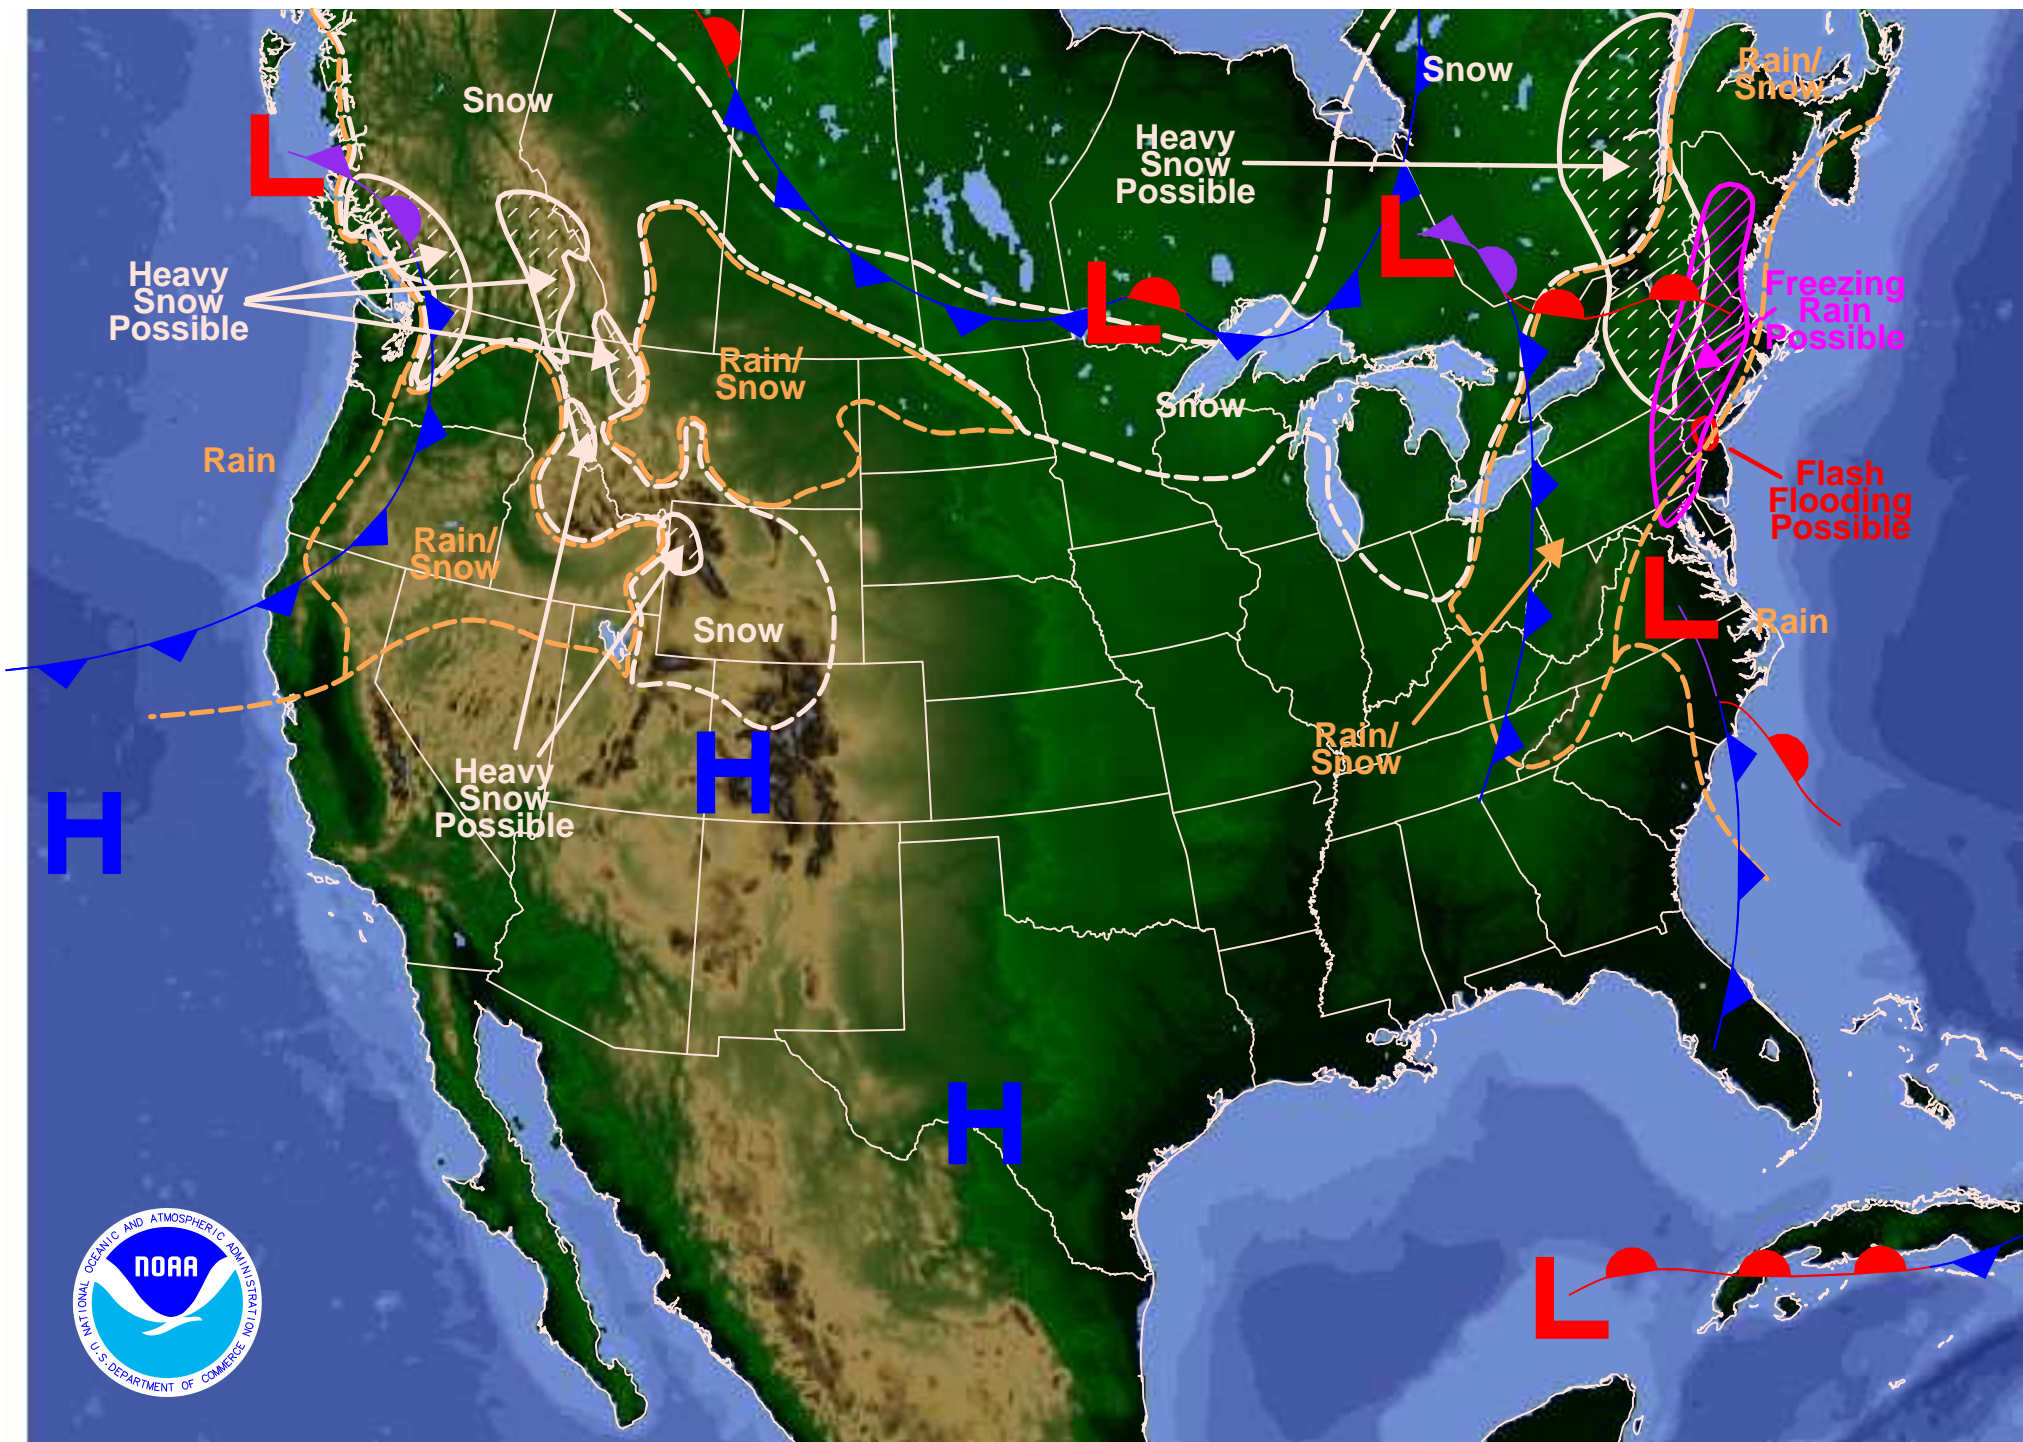 Snow
Snow
Rain/
Snow
Heavy
Snow
Possible
Heavy
Snow
Possible
Freezing
Rain
Possible
Rain/
Snow
Snow
Rain
Flash
Flooding
Possible
Rain/
Snow
Snow
Rain
Rain/
Snow
Heavy
Snow
Possible
L
L
L
L
L
H
H
H
NATIONAL OCEANIC AND ATMOSPHERIC ADMINISTRATION
NOAA
U.S. DEPARTMENT OF COMMERCE